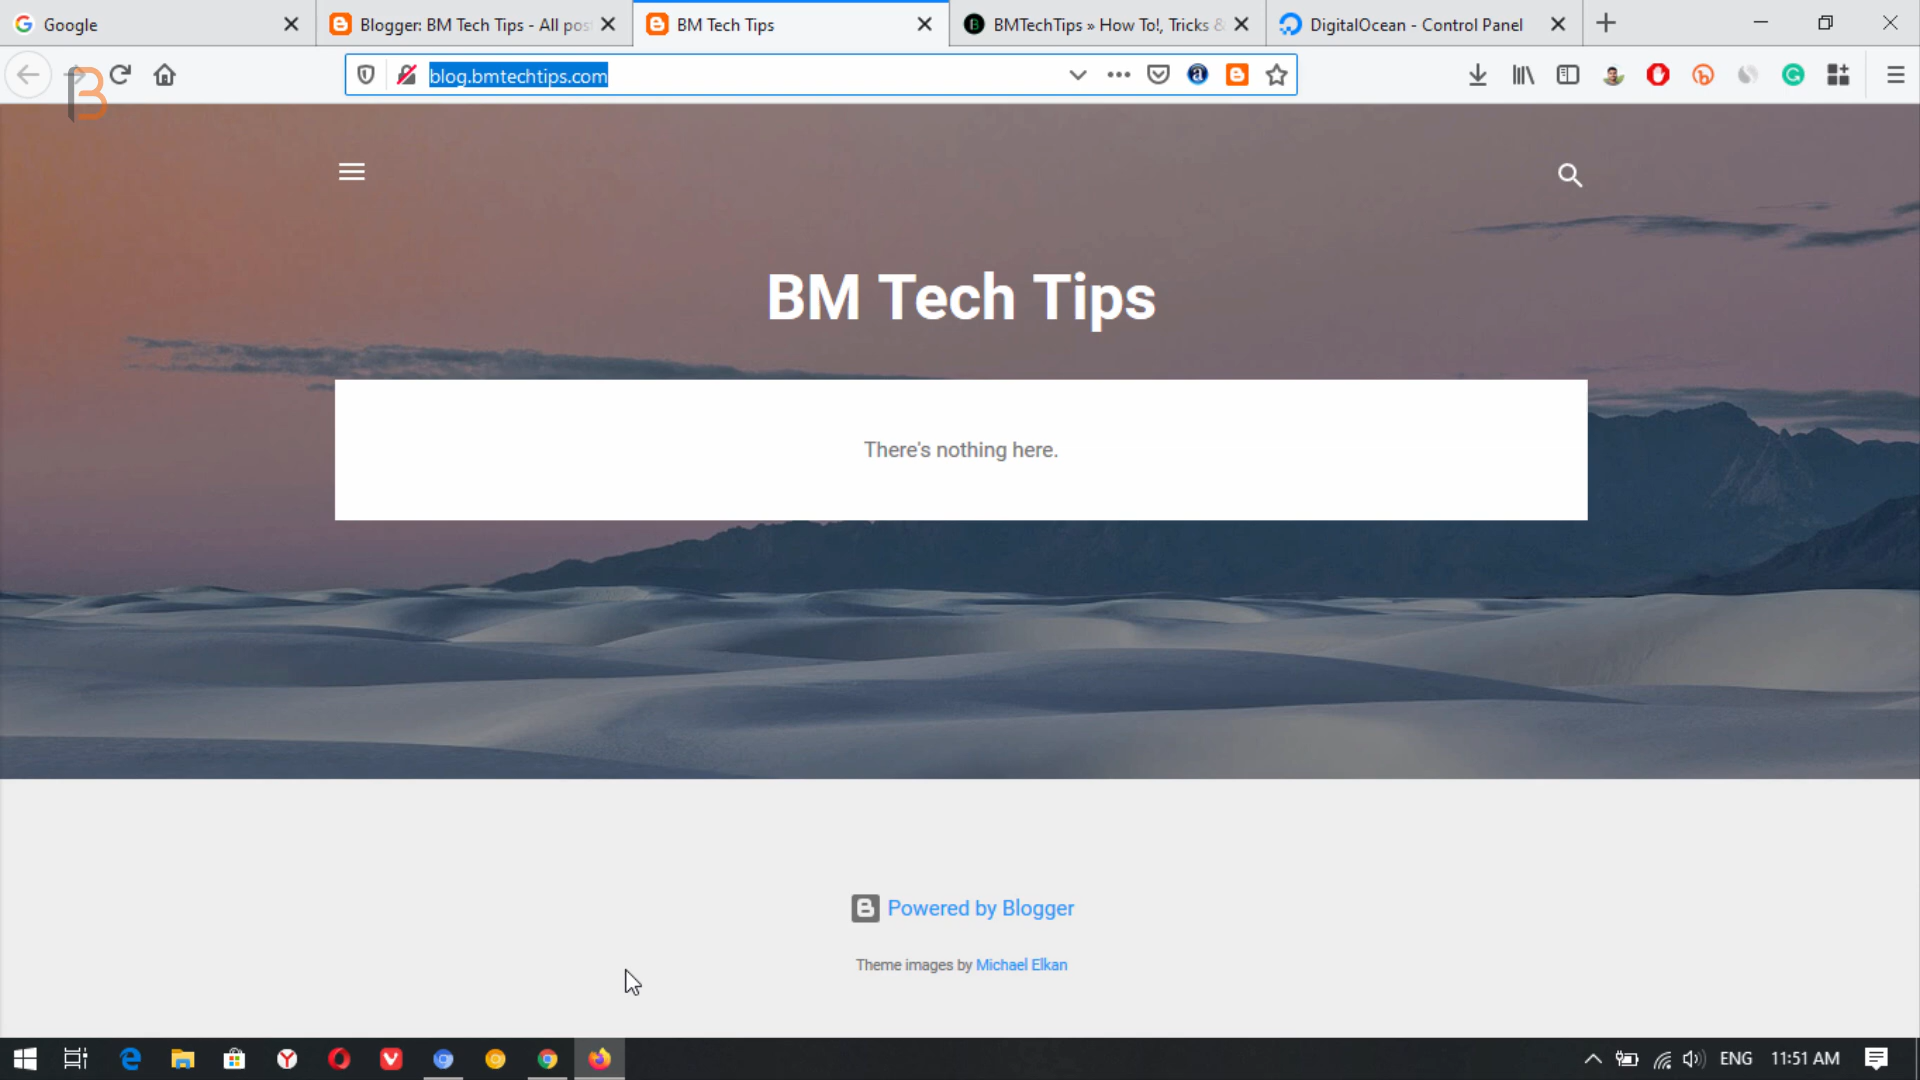 Google
Blogger: BM Tech Tips - All pos
BM Tech Tips
BMTechTips » How To!, Tricks &
DigitalOcean - Control Panel
blog.bmtechtips.com
BM Tech Tips
There's nothing here.
Powered by Blogger
Theme images by Michael Elkan
ENG
11:51 AM